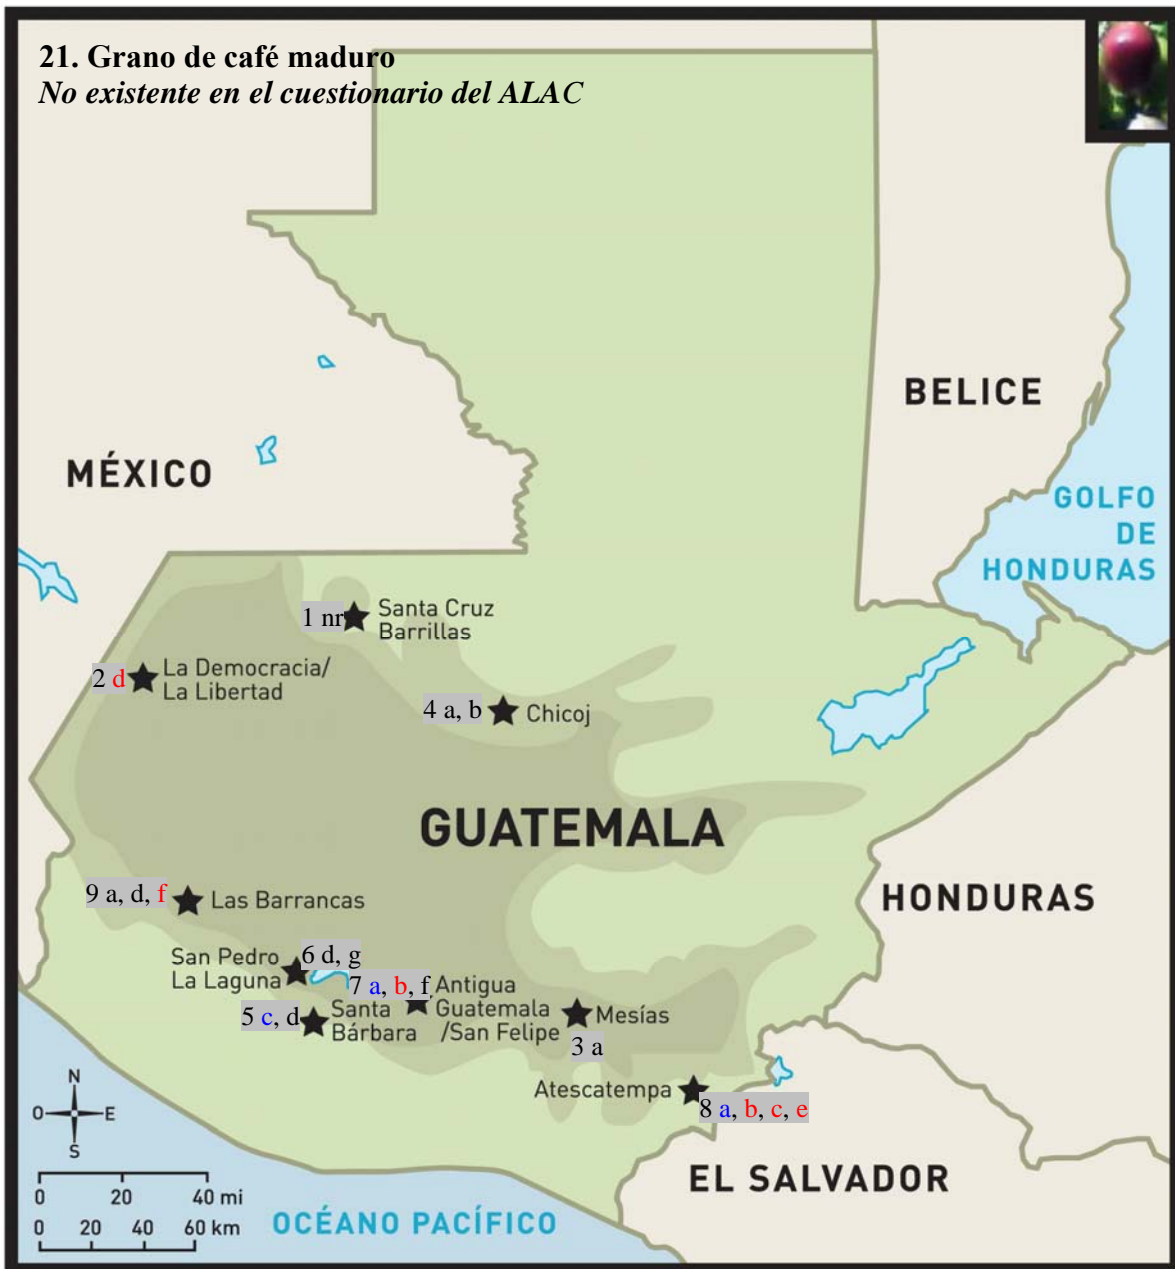 21. Grano de café maduro
No existente en el cuestionario del ALAC
BELICE
MÉXICO
GOLFO
DE
HONDURAS
1 nr
Santa Cruz
Barrillas
2 d
La Democracia/
La Libertad
4 a, b
Chicoj
GUATEMALA
HONDURAS
9 a, d, f
Las Barrancas
San Pedro
La Laguna
6 d, g
7 a, b, f
Antigua
Guatemala
/San Felipe
5 c, d
Santa
Bárbara
Mesías
3 a
Atescatempa
8 a, b, c, e
N
O
E
S
0 20 40 mi
0 20 40 60 km
OCÉANO PACÍFICO
EL SALVADOR